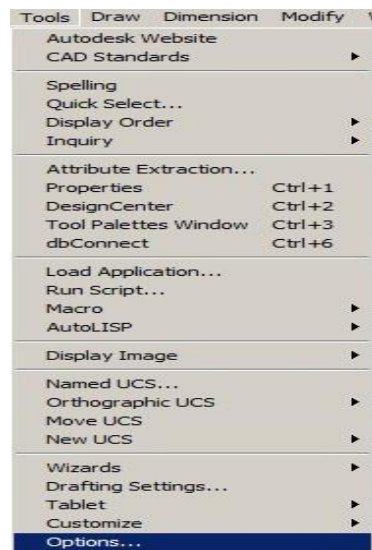 Tools Draw Dimension Modify
Autodesk Website
CAD Standards
Spelling
Quick Select...
Display Order
Inquiry
Attribute Extraction...
Properties Ctrl+1
DesignCenter Ctrl+2
Tool Palettes Window Ctrl+3
dbConnect Ctrl+6
Load Application...
Run Script...
Macro
AutoLISP
Display Image
Named UCS...
Orthographic UCS
Move UCS
New UCS
Wizards
Drafting Settings...
Tablet
Customize
Options...